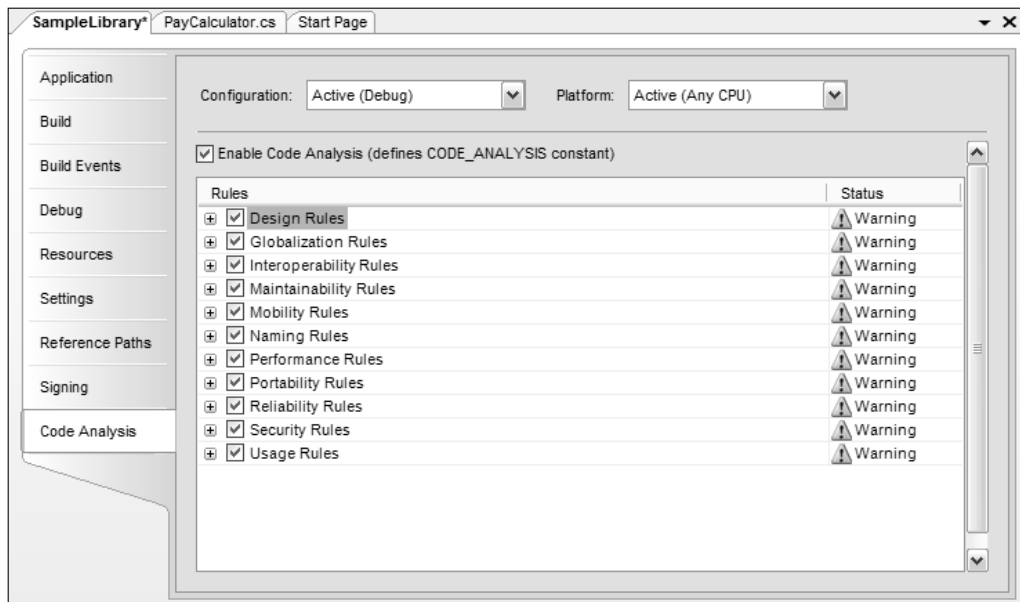 SampleLibrary* PayCalculator.cs Start Page
Application
Build
Build Events
Debug
Resources
Settings
Reference Paths
Signing
Code Analysis
Configuration: Active (Debug) Platform: Active (Any CPU)
Enable Code Analysis (defines CODE_ANALYSIS constant)
Rules Status
Design Rules Warning
Globalization Rules Warning
Interoperability Rules Warning
Maintainability Rules Warning
Mobility Rules Warning
Naming Rules Warning
Performance Rules Warning
Portability Rules Warning
Reliability Rules Warning
Security Rules Warning
Usage Rules Warning